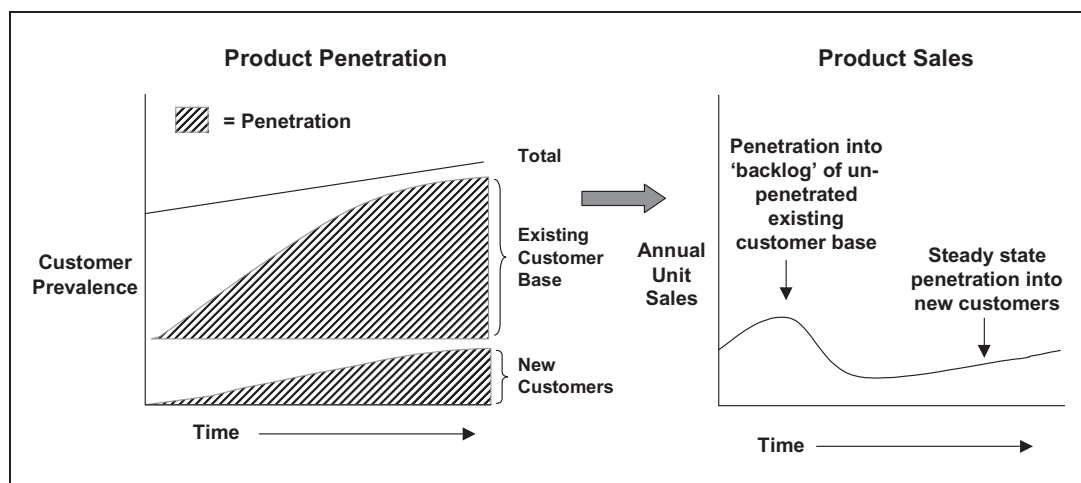 Product Penetration
= Penetration
Total
Existing
Customer
Base
Customer
Prevalence
New
Customers
Time
Product Sales
Penetration into
‘backlog’ of un-
penetrated
existing
customer base
Annual
Unit
Sales
Steady state
penetration into
new customers
Time